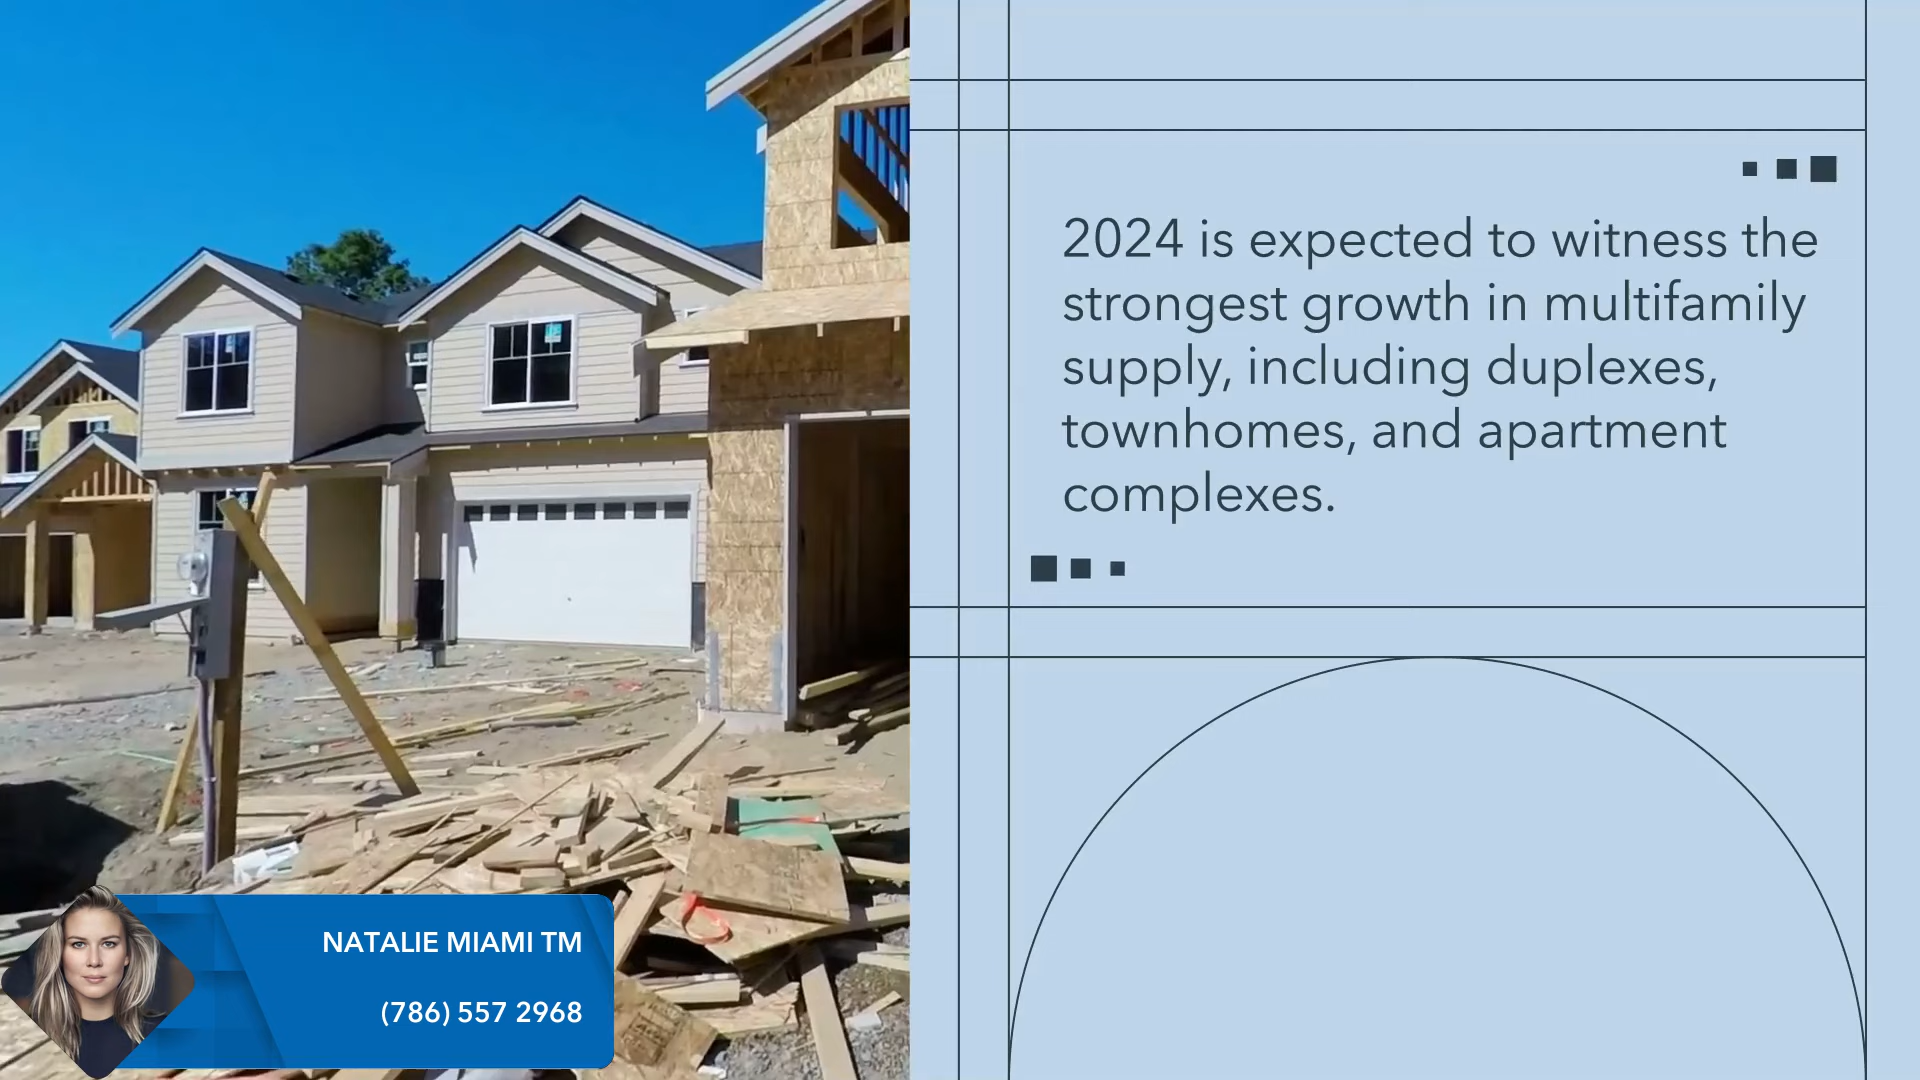 2024 is expected to witness the
strongest growth in multifamily
supply, including duplexes,
townhomes, and apartment
complexes.
NATALIE MIAMI TM
(786) 557 2968